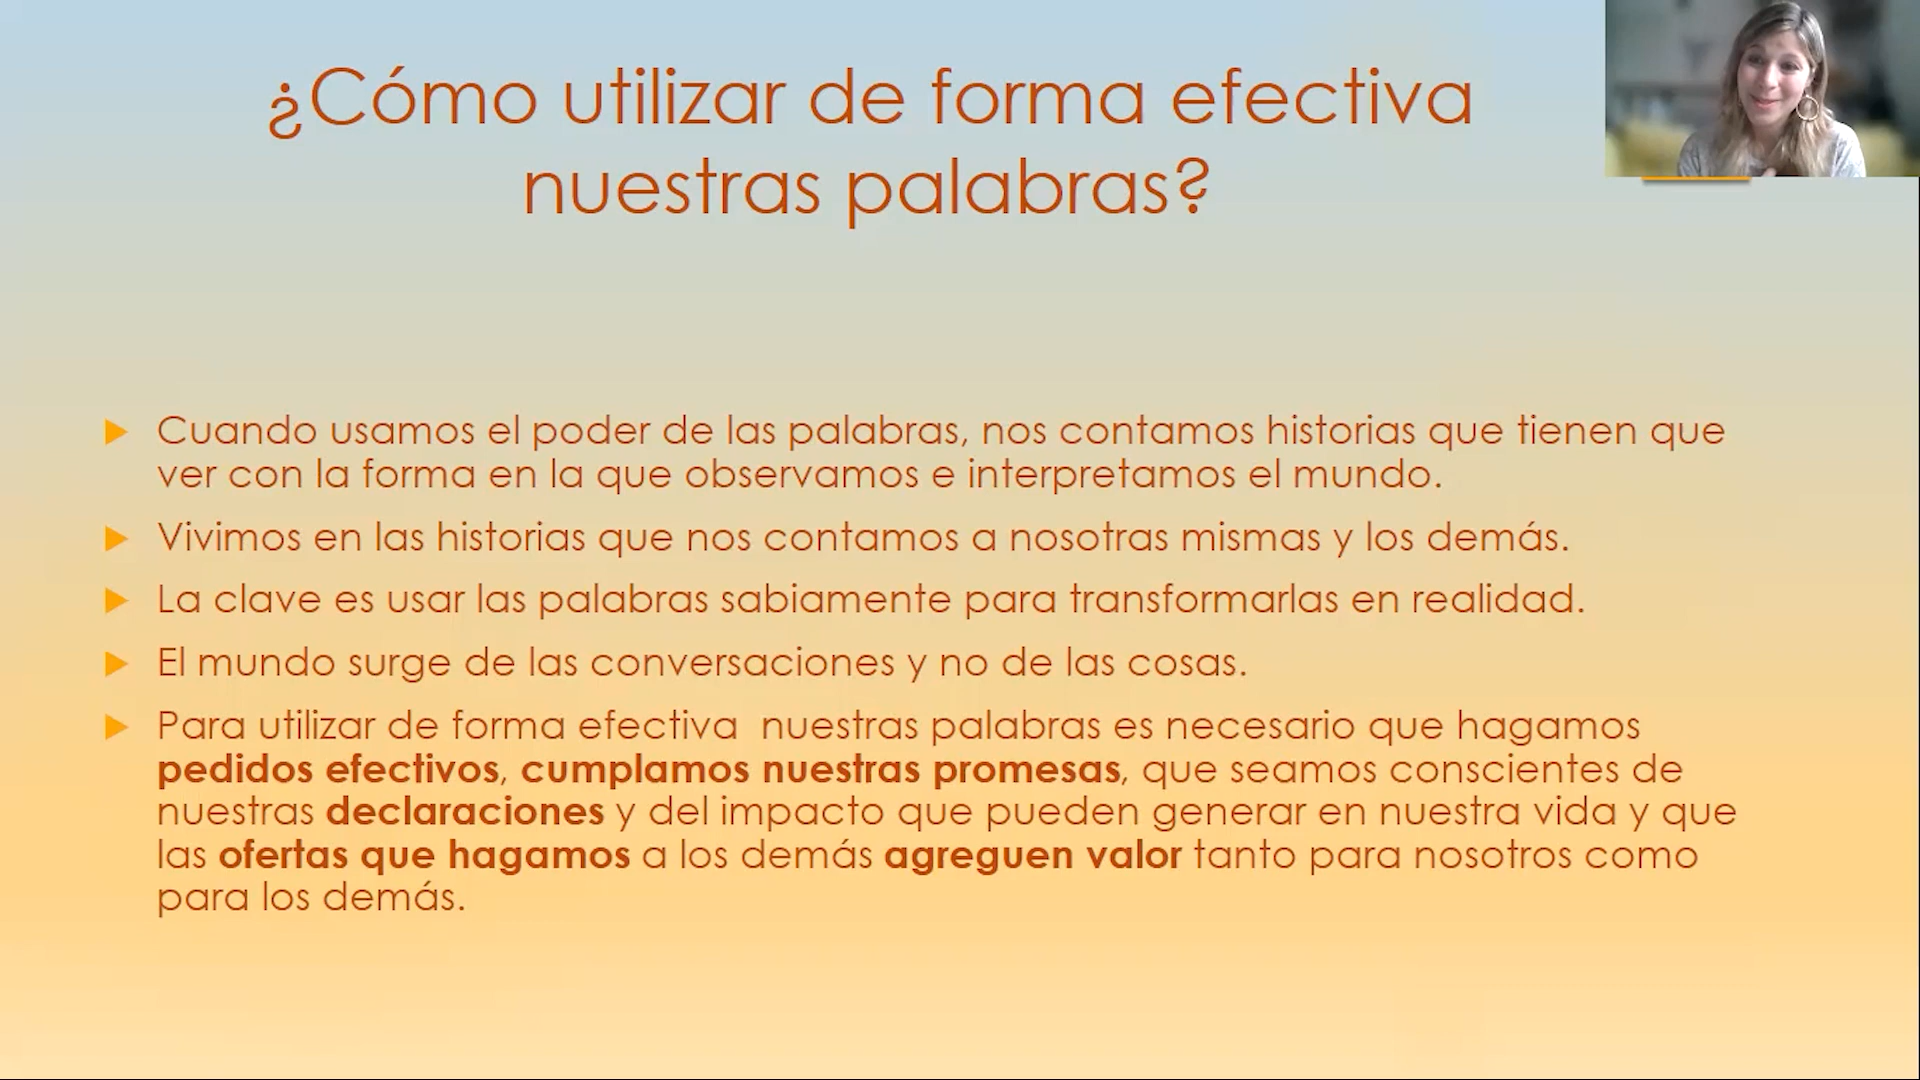 ¿Cómo utilizar de forma efectiva
nuestras palabras?
Cuando usamos el poder de las palabras, nos contamos historias que tienen que
ver con la forma en la que observamos e interpretamos el mundo.
Vivimos en las historias que nos contamos a nosotras mismas y los demás.
La clave es usar las palabras sabiamente para transformarlas en realidad.
El mundo surge de las conversaciones y no de las cosas.
Para utilizar de forma efectiva  nuestras palabras es necesario que hagamos
pedidos efectivos, cumplamos nuestras promesas, que seamos conscientes de
nuestras declaraciones y del impacto que pueden generar en nuestra vida y que
las ofertas que hagamos a los demás agreguen valor tanto para nosotros como
para los demás.